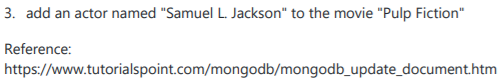 3. add an actor named "Samuel L. Jackson" to the movie "Pulp Fiction"
Reference:
https://www.tutorialspoint.com/mongodb/mongodb_update_document.htm